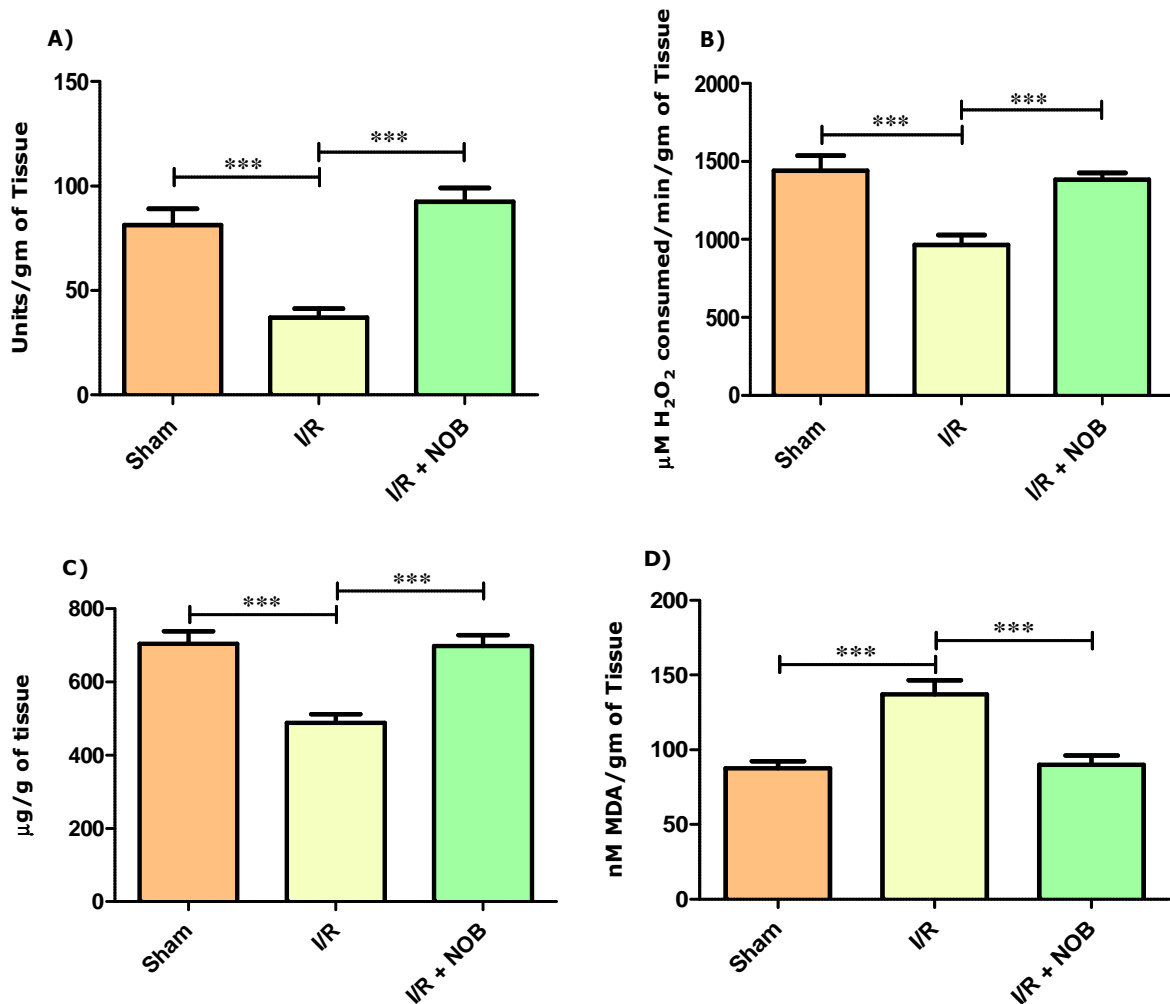 A)
Units/gm of Tissue
150
100
50
0
***
***
Sham
I/R
I/R + NOB
B)
μM H₂O₂ consumed/min/gm of Tissue
2000
1500
1000
500
0
***
***
Sham
I/R
I/R + NOB
C)
μg/g of tissue
800
600
400
200
0
***
***
Sham
I/R
I/R + NOB
D)
nM MDA/gm of Tissue
200
150
100
50
0
***
***
Sham
I/R
I/R + NOB